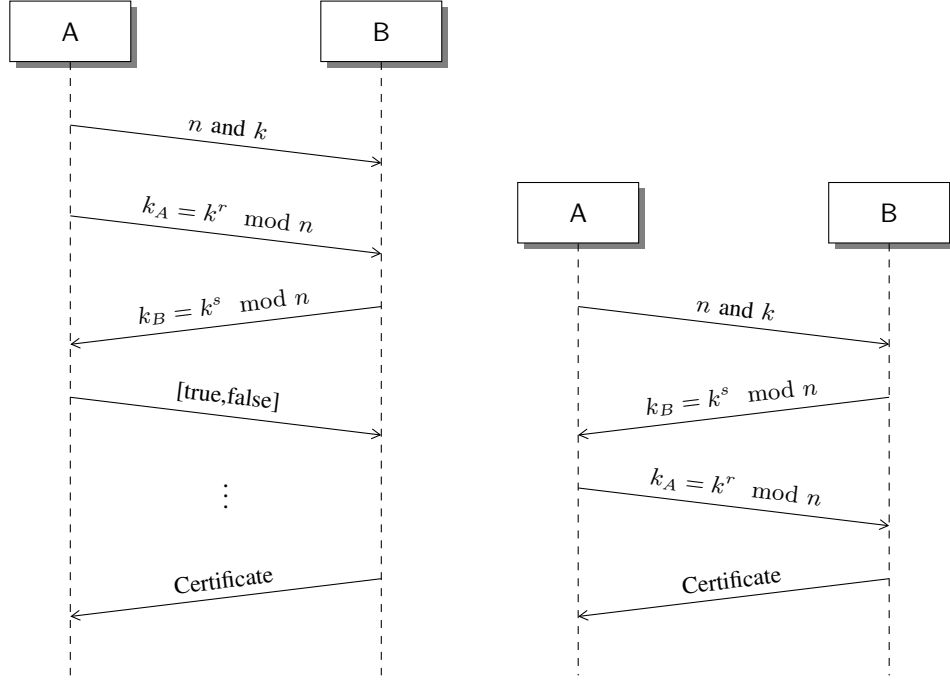 A B
n and k
k_A = k^r mod n
k_B = k^s mod n
[true,false]
⋮
Certificate
A B
n and k
k_B = k^s mod n
k_A = k^r mod n
Certificate